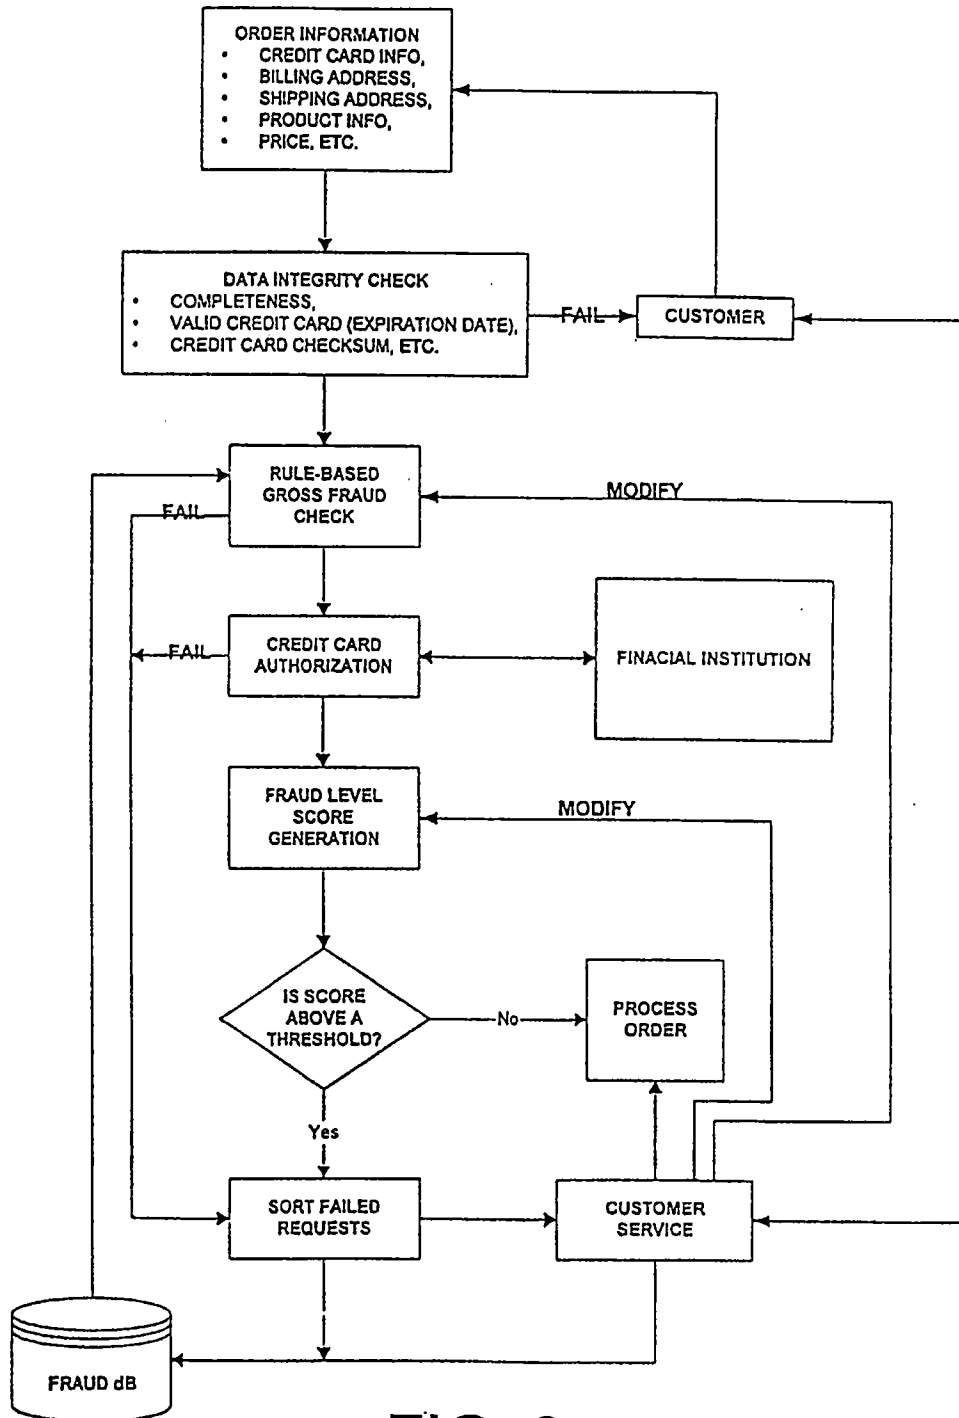 ORDER INFORMATION
• CREDIT CARD INFO,
• BILLING ADDRESS,
• SHIPPING ADDRESS,
• PRODUCT INFO,
• PRICE, ETC.
DATA INTEGRITY CHECK
• COMPLETENESS,
• VALID CREDIT CARD (EXPIRATION DATE),
• CREDIT CARD CHECKSUM, ETC.
FAIL
CUSTOMER
RULE-BASED
GROSS FRAUD
CHECK
MODIFY
FAIL
CREDIT CARD
AUTHORIZATION
FAIL
FINACIAL INSTITUTION
FRAUD LEVEL
SCORE
GENERATION
MODIFY
IS SCORE
ABOVE A
THRESHOLD?
No
PROCESS
ORDER
Yes
SORT FAILED
REQUESTS
CUSTOMER
SERVICE
FRAUD dB